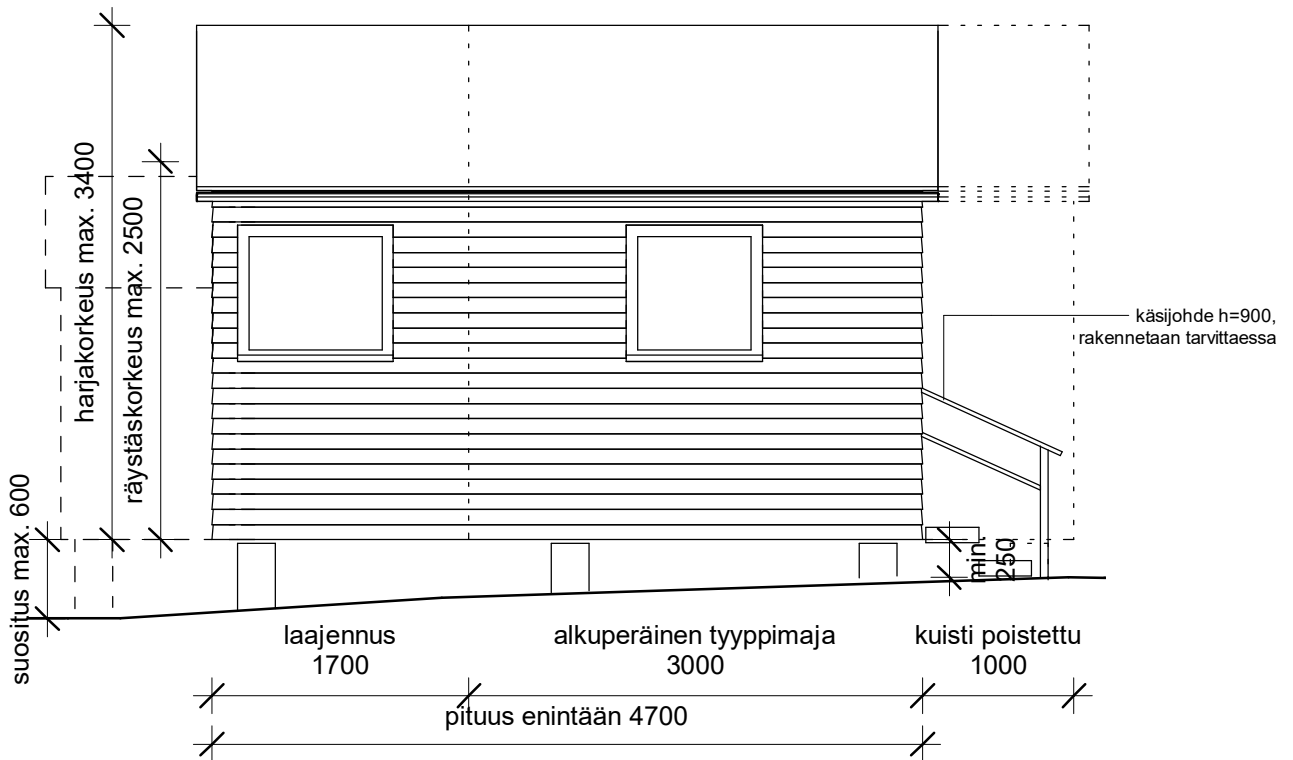 harjakorkeus max. 3400
räystäskorkeus max. 2500
suositus max. 600
käsijohde h=900,
rakennetaan tarvittaessa
min.
250
laajennus
1700
alkuperäinen tyyppimaja
3000
kuisti poistettu
1000
pituus enintään 4700